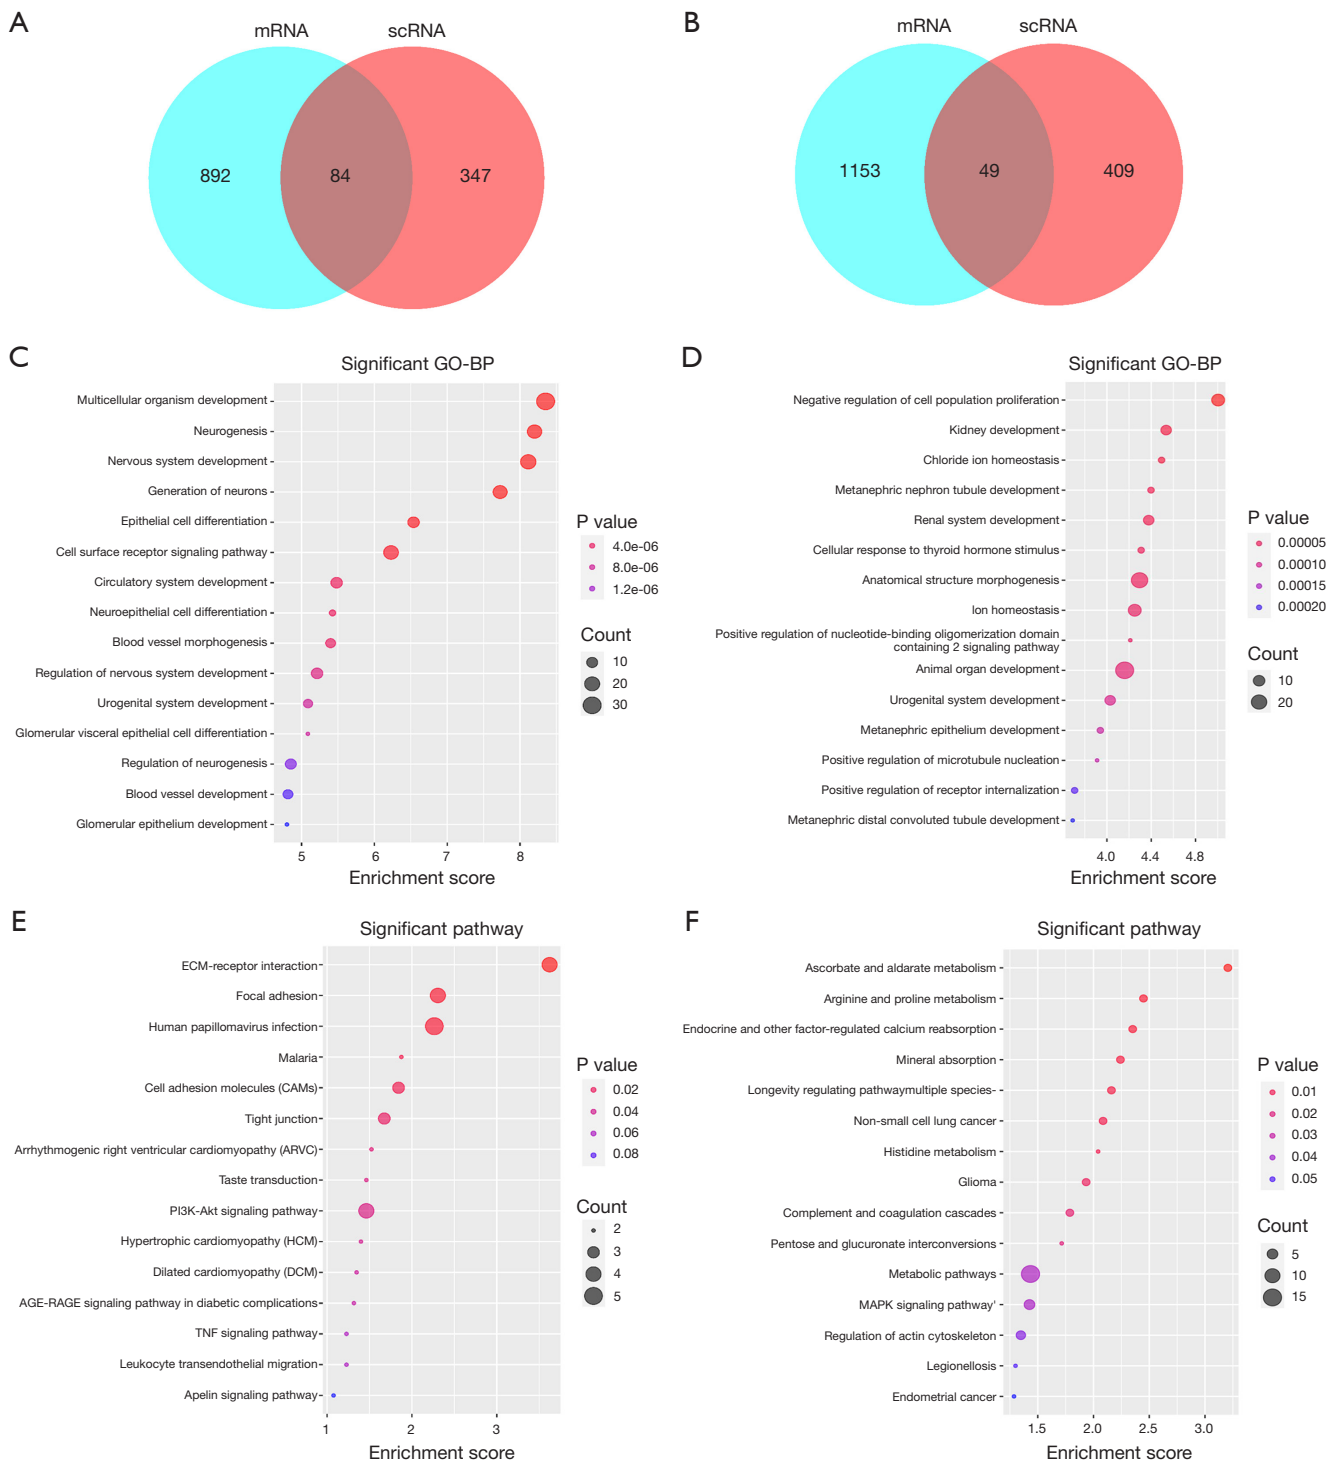 A
mRNA
scRNA
892
84
347
B
mRNA
scRNA
1153
49
409
C
Significant GO-BP
Multicellular organism development
Neurogenesis
Nervous system development
Generation of neurons
Epithelial cell differentiation
Cell surface receptor signaling pathway
Circulatory system development
Neuroepithelial cell differentiation
Blood vessel morphogenesis
Regulation of nervous system development
Urogenital system development
Glomerular visceral epithelial cell differentiation
Regulation of neurogenesis
Blood vessel development
Glomerular epithelium development
5 6 7 8
Enrichment score
P value
4.0e-06
8.0e-06
1.2e-06
Count
10
20
30
D
Significant GO-BP
Negative regulation of cell population proliferation
Kidney development
Chloride ion homeostasis
Metanephric nephron tubule development
Renal system development
Cellular response to thyroid hormone stimulus
Anatomical structure morphogenesis
Ion homeostasis
Positive regulation of nucleotide-binding oligomerization domain
containing 2 signaling pathway
Animal organ development
Urogenital system development
Metanephric epithelium development
Positive regulation of microtubule nucleation
Positive regulation of receptor internalization
Metanephric distal convoluted tubule development
4.0 4.4 4.8
Enrichment score
P value
0.00005
0.00010
0.00015
0.00020
Count
10
20
E
Significant pathway
ECM-receptor interaction
Focal adhesion
Human papillomavirus infection
Malaria
Cell adhesion molecules (CAMs)
Tight junction
Arrhythmogenic right ventricular cardiomyopathy (ARVC)
Taste transduction
PI3K-Akt signaling pathway
Hypertrophic cardiomyopathy (HCM)
Dilated cardiomyopathy (DCM)
AGE-RAGE signaling pathway in diabetic complications
TNF signaling pathway
Leukocyte transendothelial migration
Apelin signaling pathway
1 2 3
Enrichment score
P value
0.02
0.04
0.06
0.08
Count
2
3
4
5
F
Significant pathway
Ascorbate and aldarate metabolism
Arginine and proline metabolism
Endocrine and other factor-regulated calcium reabsorption
Mineral absorption
Longevity regulating pathwaymultiple species-
Non-small cell lung cancer
Histidine metabolism
Glioma
Complement and coagulation cascades
Pentose and glucuronate interconversions
Metabolic pathways
MAPK signaling pathway'
Regulation of actin cytoskeleton
Legionellosis
Endometrial cancer
1.5 2.0 2.5 3.0
Enrichment score
P value
0.01
0.02
0.03
0.04
0.05
Count
5
10
15